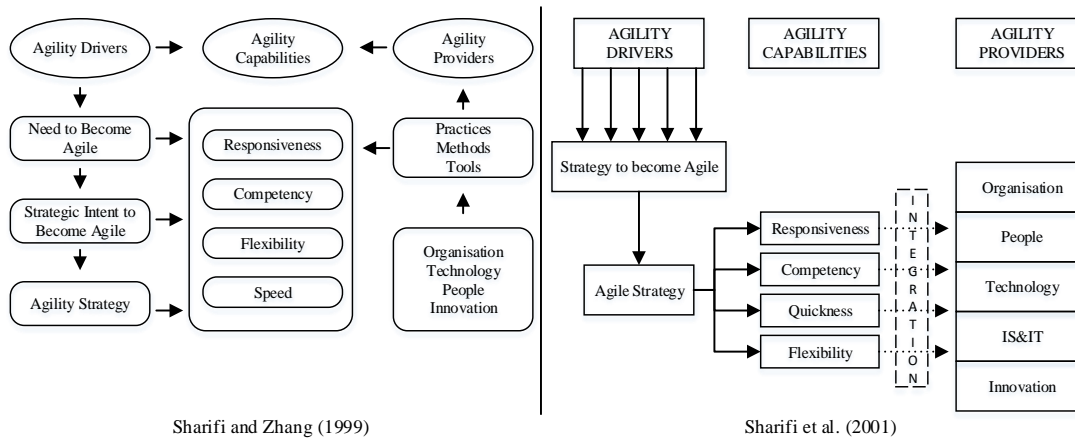 Agility Drivers
Agility
Capabilities
Agility
Providers
Need to Become
Agile
Strategic Intent to
Become Agile
Agility Strategy
Responsiveness
Competency
Flexibility
Speed
Practices
Methods
Tools
Organisation
Technology
People
Innovation
Sharifi and Zhang (1999)
AGILITY
DRIVERS
AGILITY
CAPABILITIES
AGILITY
PROVIDERS
Strategy to become Agile
Agile Strategy
Responsiveness
Competency
Quickness
Flexibility
INTEGRATION
Organisation
People
Technology
IS&IT
Innovation
Sharifi et al. (2001)